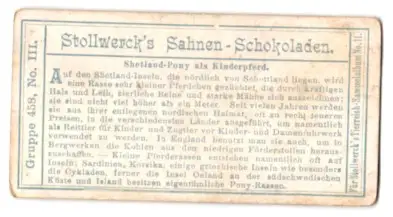 Stollwerck's Sahnen-Schokoladen.
Gruppe 458, No. III.
Shetland-Pony als Kinderpferd.
Auf den Shetland-Inseln, die nördlich von Schottland liegen, wird
eine Rasse sehr kleiner Pferdchen gezüchtet, die durch kräftigen
Hals und Leib, zierliche Beine und starke Mähne sich auszeichnen;
sie sind nicht viel höher als ein Meter. Seit vielen Jahren werden
sie aus ihrer entlegenen nordischen Heimat, oft zu recht teueren
Preisen, in die verschiedensten Länder ausgeführt, um namentlich
als Reittier für Kinder und Zugtier vor Kinder- und Damenfuhrwerk
verwendet zu werden. In England benutzt man sie auch, um in
Bergwerken die Kohlen aus den niedrigen Förderstollen heraus-
zuschaffen. — Kleine Pferderassen entstehen namentlich oft auf
Inseln; Sardinien, Korsika, einige griechische Inseln wie besonders
die Cykladen, ferner die Insel Oeland an der südschwedischen
Küste und Island besitzen eigentümliche Pony-Rassen.
Für Stollwerck's Tierreich-Sammelalbum No. 11.